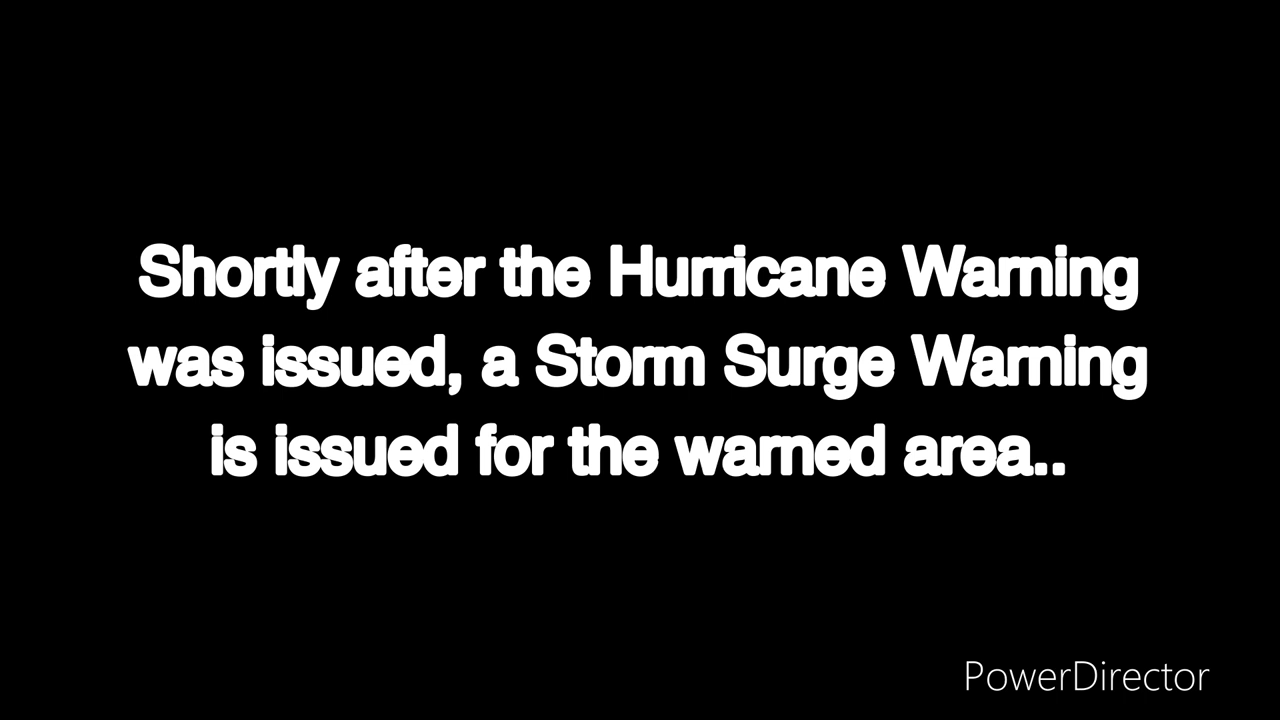 Shortly after the Hurricane Warning
was issued, a Storm Surge Warning
is issued for the warned area..
PowerDirector